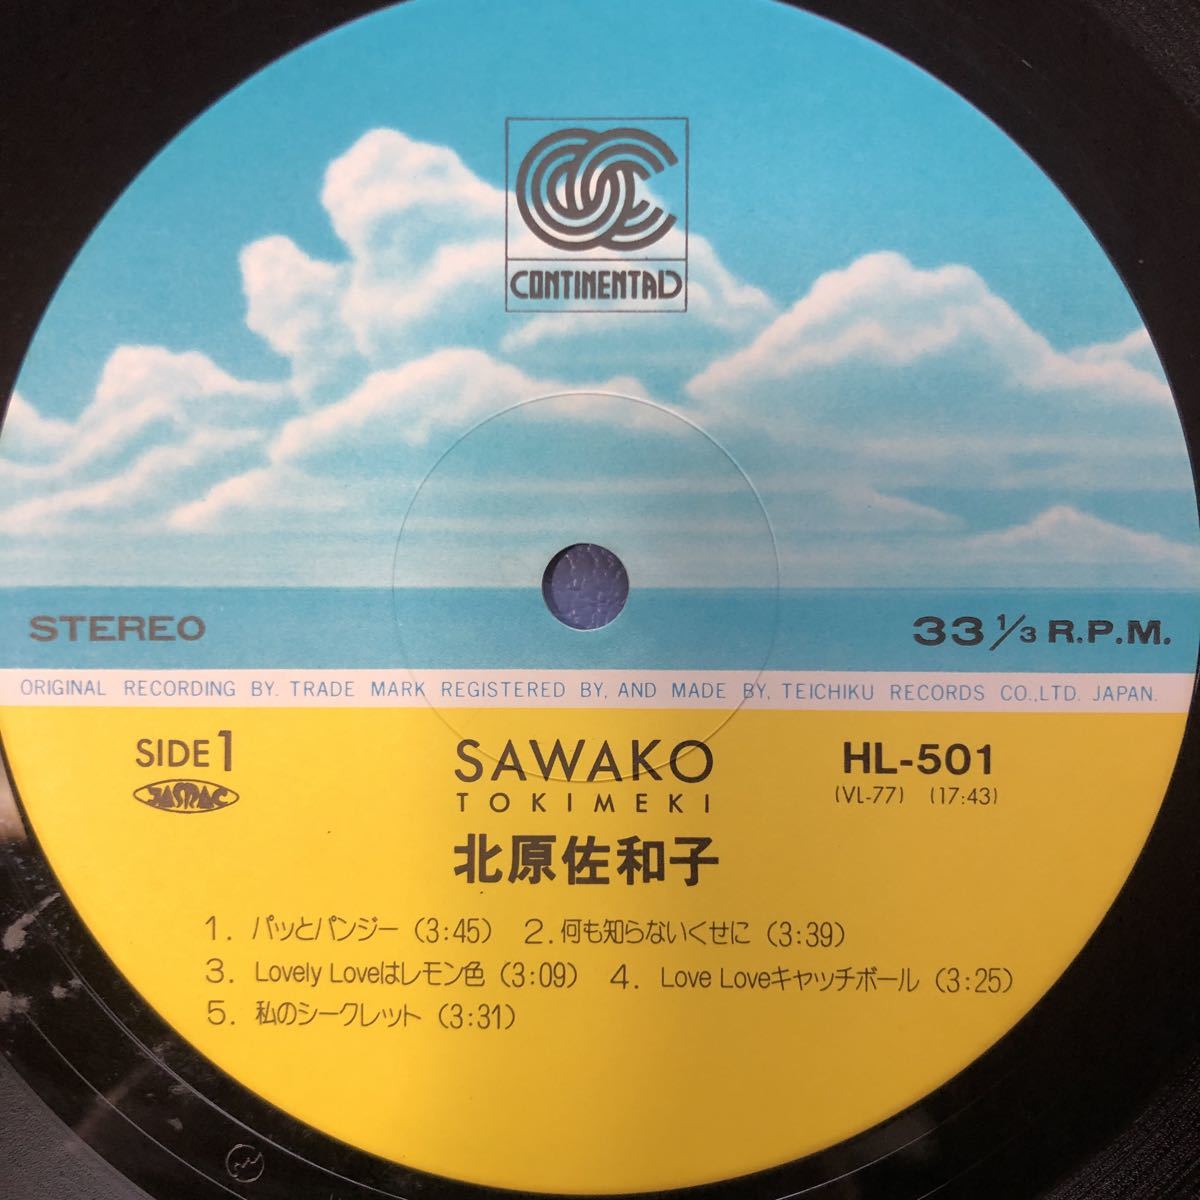 CONTINENTAL
STEREO
33 1/3 R.P.M.
ORIGINAL RECORDING BY. TRADE MARK REGISTERED BY. AND MADE BY. TEICHIKU RECORDS CO.,LTD. JAPAN.
SIDE 1
JASRAC
SAWAKO
TOKIMEKI
HL-501
(VL-77) (17:43)
北原佐和子
1. パッとパンジー (3:45) 2. 何も知らないくせに (3:39)
3. Lovely Loveはレモン色 (3:09) 4. Love Loveキャッチボール (3:25)
5. 私のシークレット (3:31)